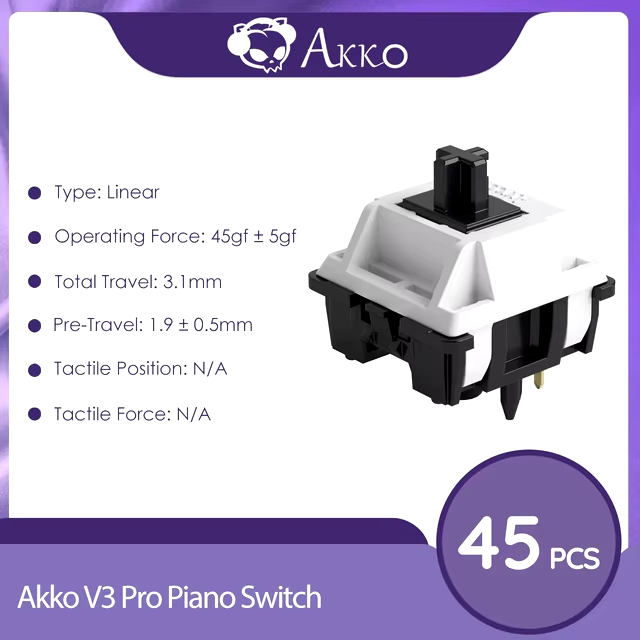 AKKO
Type: Linear
Operating Force: 45gf ± 5gf
Total Travel: 3.1mm
Pre-Travel: 1.9 ± 0.5mm
Tactile Position: N/A
Tactile Force: N/A
45 PCS
Akko V3 Pro Piano Switch